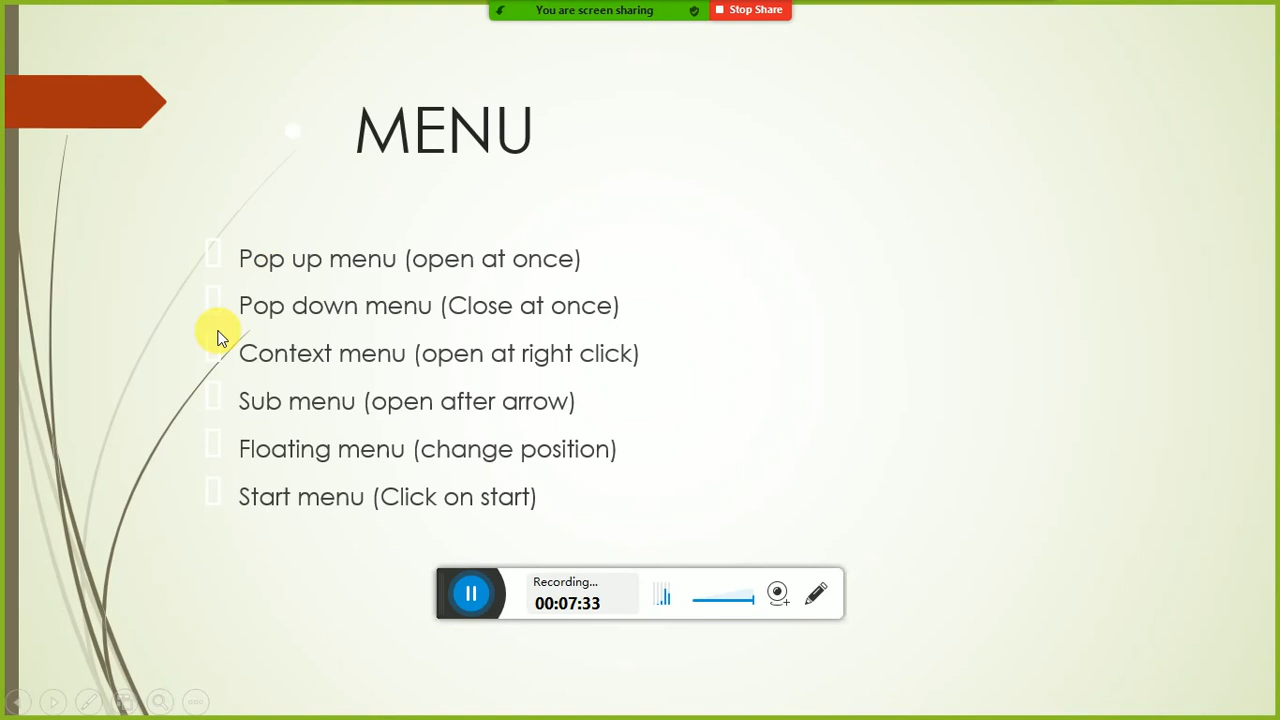 You are screen sharing
Stop Share
MENU
Pop up menu (open at once)
Pop down menu (Close at once)
Context menu (open at right click)
Sub menu (open after arrow)
Floating menu (change position)
Start menu (Click on start)
Recording...
00:07:33